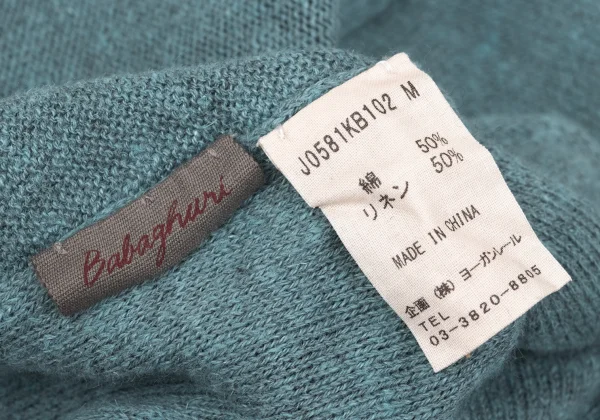 Babaghuri
J0581KB102 M
綿 50%
リネン 50%
MADE IN CHINA
企画 (株) ヨーガンレール
TEL
03-3820-8805